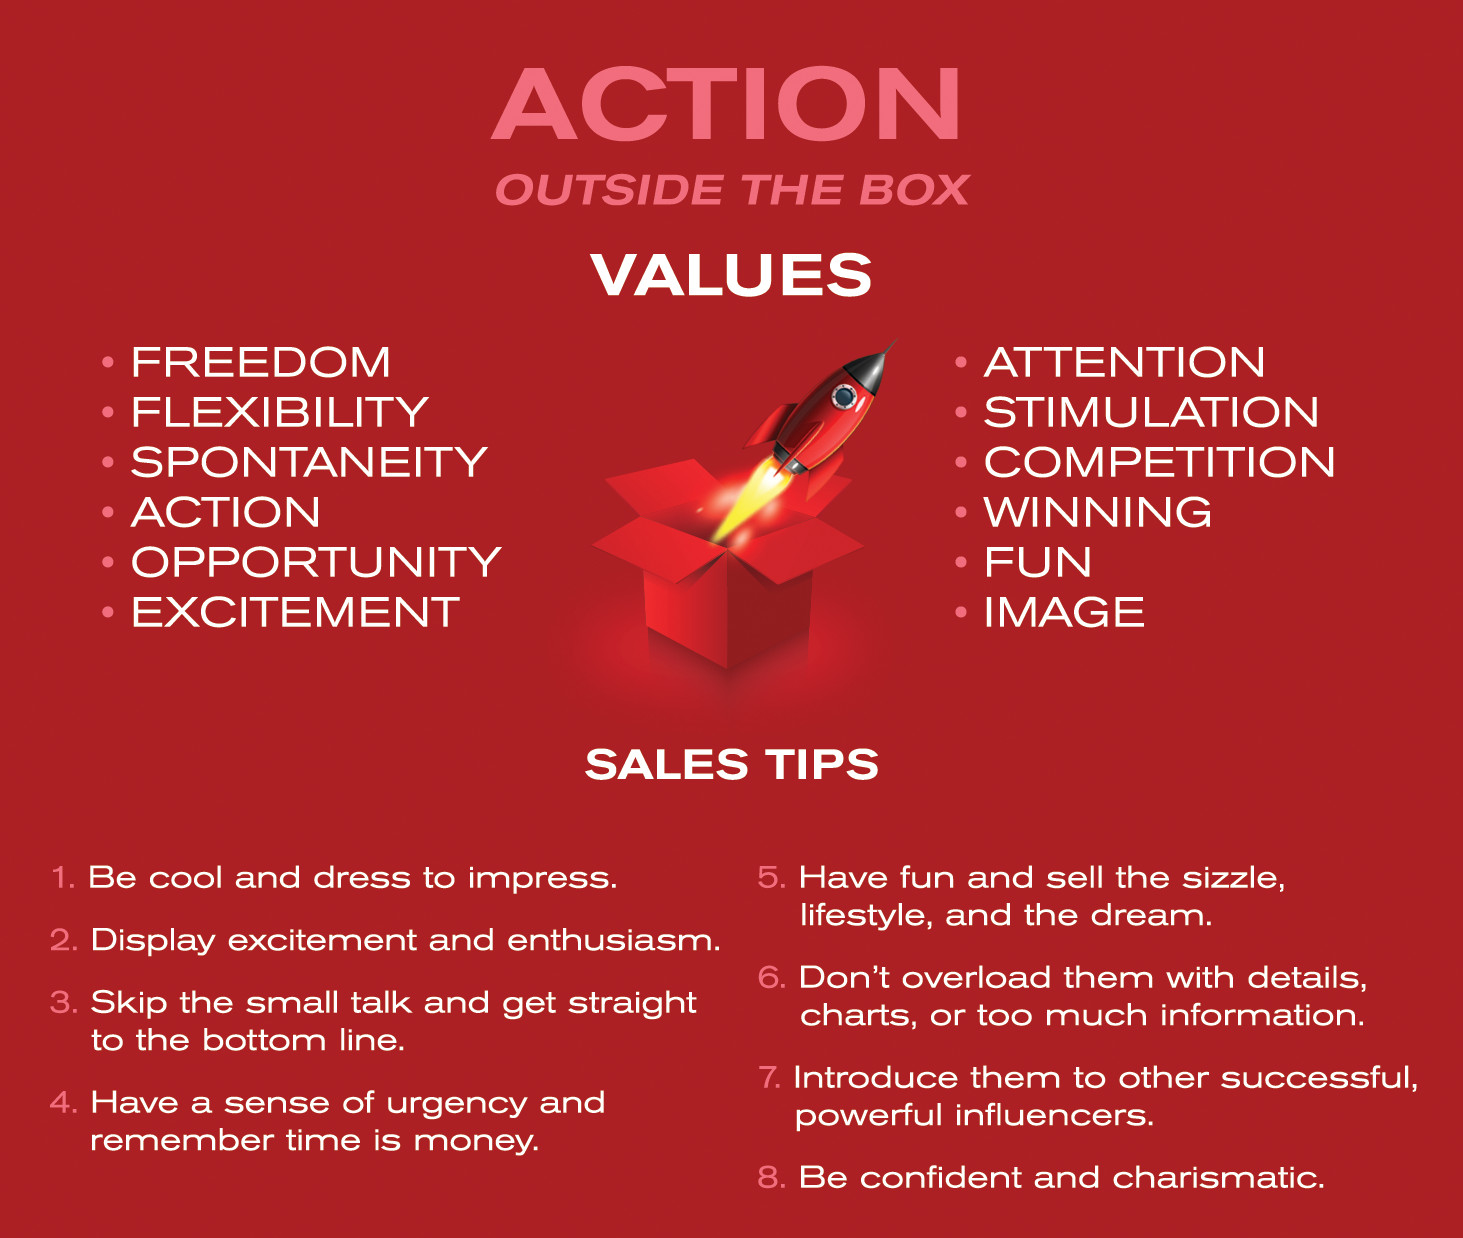 ACTION
OUTSIDE THE BOX
VALUES
• FREEDOM
• FLEXIBILITY
• SPONTANEITY
• ACTION
• OPPORTUNITY
• EXCITEMENT
• ATTENTION
• STIMULATION
• COMPETITION
• WINNING
• FUN
• IMAGE
SALES TIPS
1. Be cool and dress to impress.
2. Display excitement and enthusiasm.
3. Skip the small talk and get straight
to the bottom line.
4. Have a sense of urgency and
remember time is money.
5. Have fun and sell the sizzle,
lifestyle, and the dream.
6. Don’t overload them with details,
charts, or too much information.
7. Introduce them to other successful,
powerful influencers.
8. Be confident and charismatic.